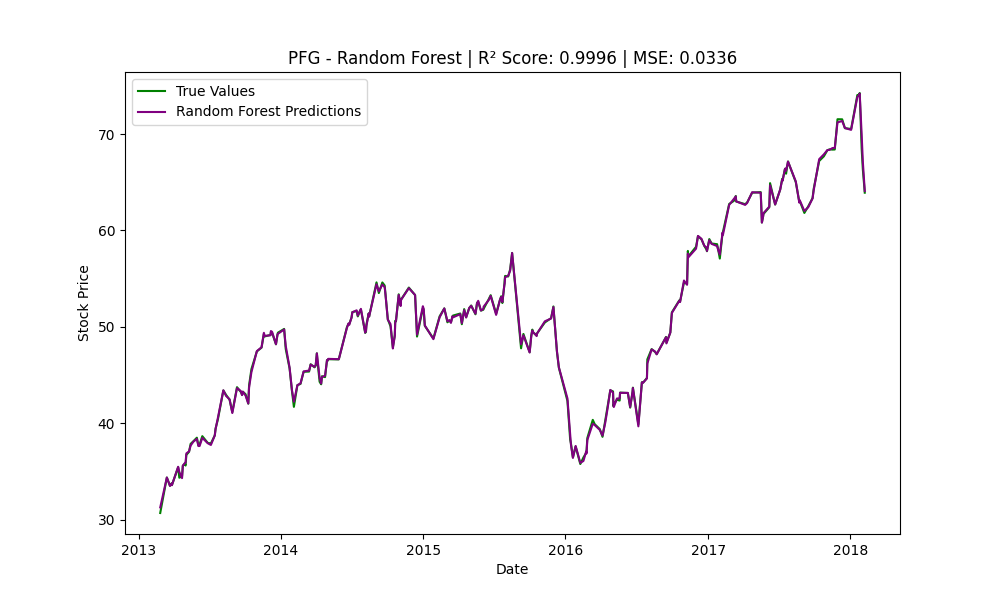 PFG - Random Forest | R² Score: 0.9996 | MSE: 0.0336
True Values
Random Forest Predictions
70
60
50
40
30
Stock Price
2013 2014 2015 2016 2017 2018
Date